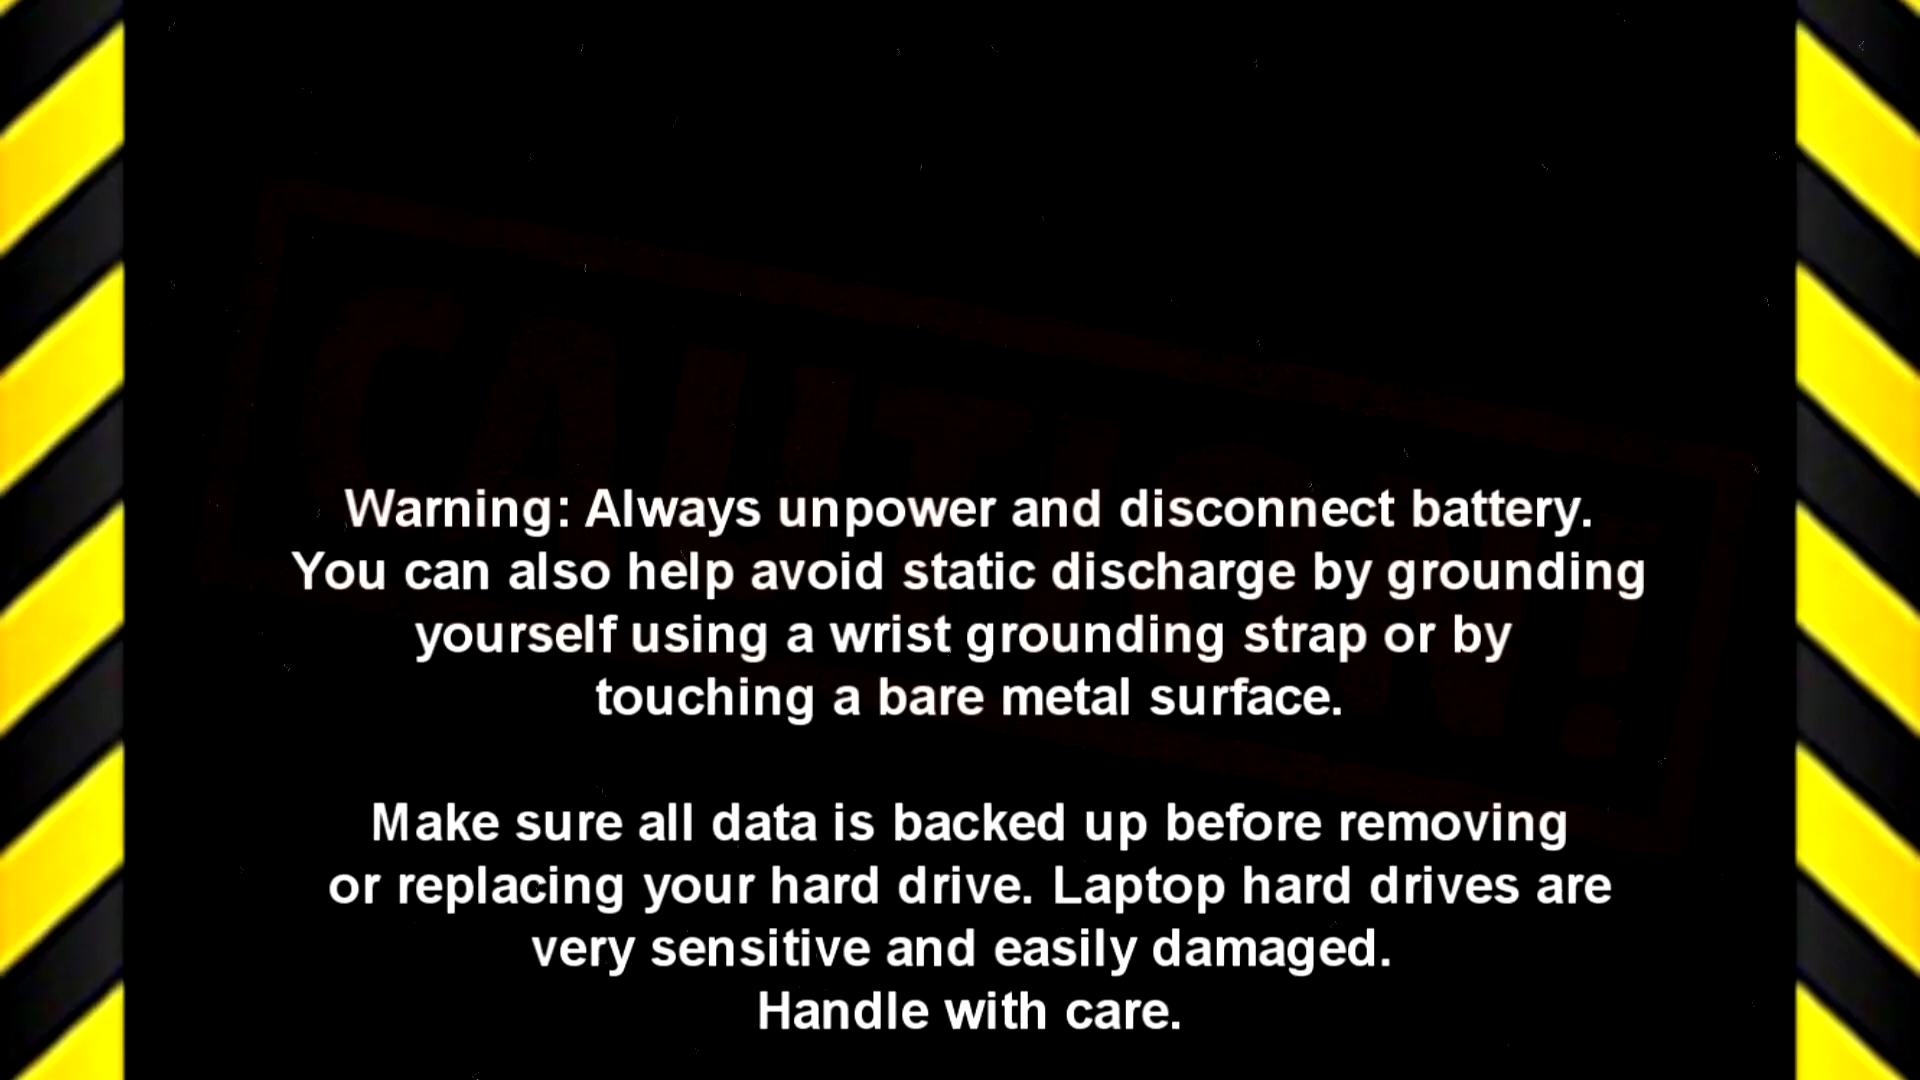 CAUTION!
Warning: Always unpower and disconnect battery.
You can also help avoid static discharge by grounding
yourself using a wrist grounding strap or by
touching a bare metal surface.
Make sure all data is backed up before removing
or replacing your hard drive. Laptop hard drives are
very sensitive and easily damaged.
Handle with care.